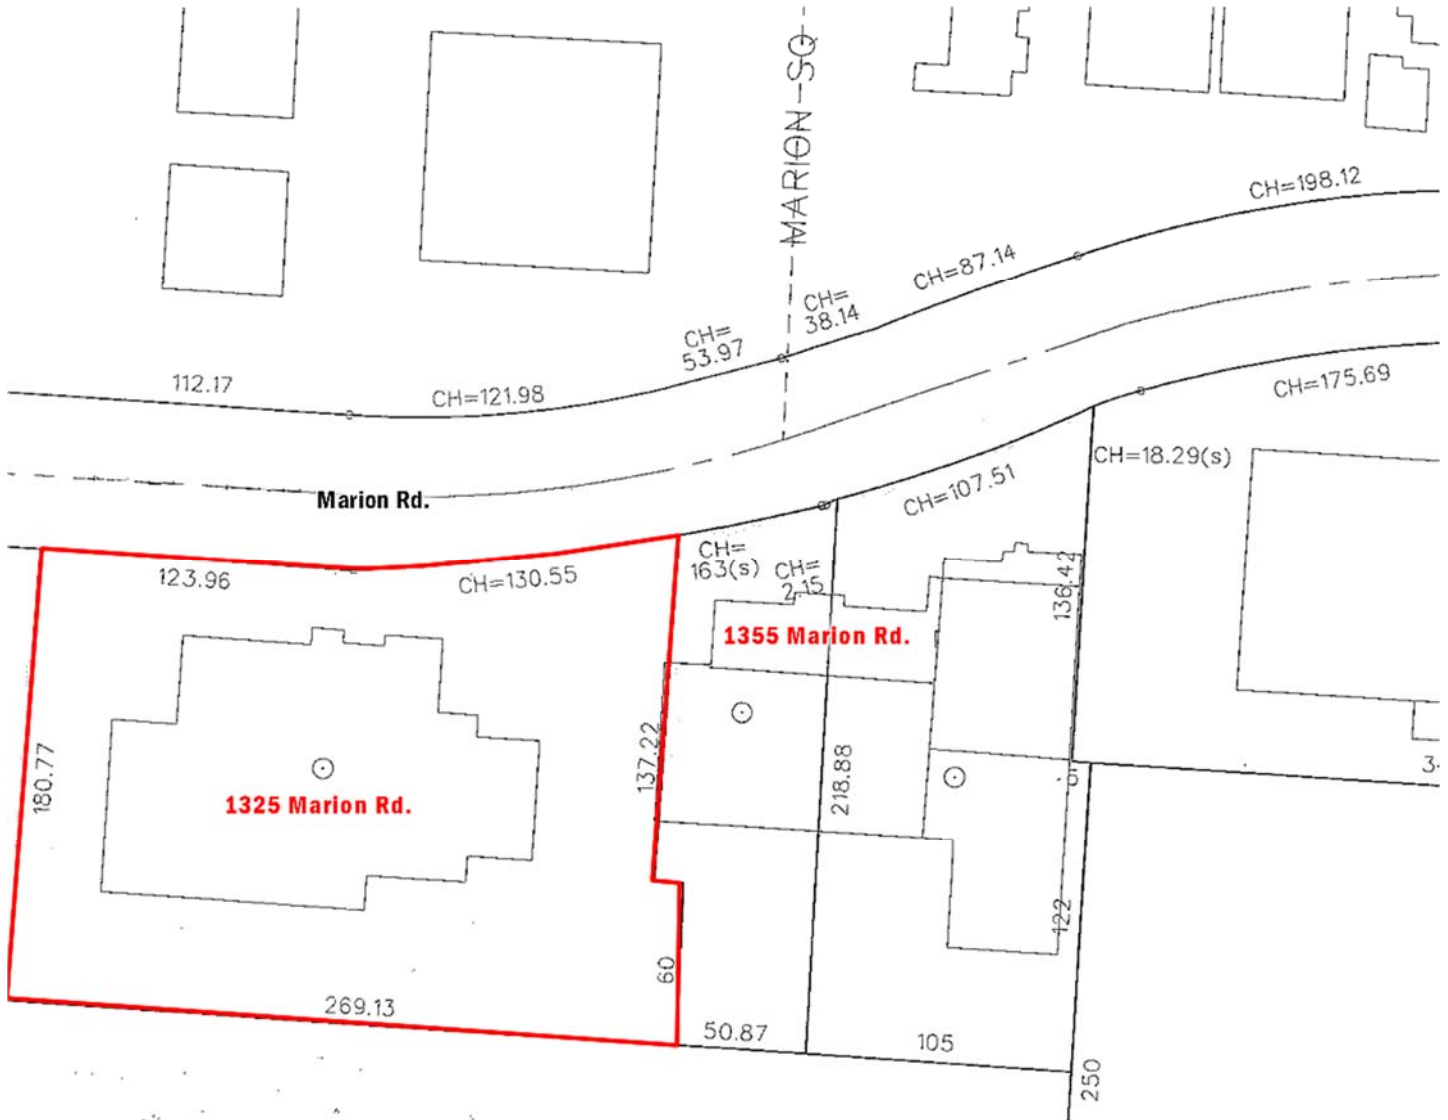 MARION SQ
CH=198.12
CH=87.14
CH=
38.14
CH=
53.97
112.17
CH=121.98
CH=175.69
CH=18.29(s)
CH=107.51
Marion Rd.
CH=
163(s)
CH=
2.15
123.96
CH=130.55
136.42
1355 Marion Rd.
137.22
218.88
180.77
1325 Marion Rd.
122
60
269.13
50.87
105
250